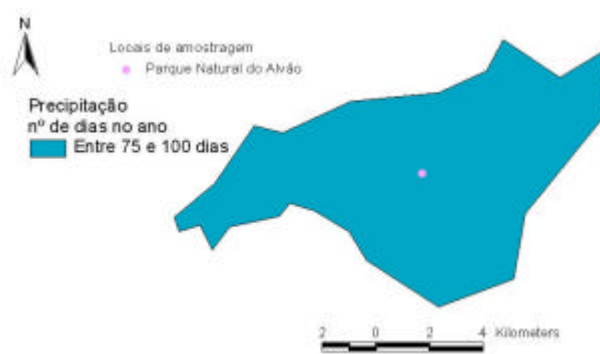 N
Locais de amostragem
Parque Natural do Alvão
Precipitação
nº de dias no ano
Entre 75 e 100 dias
2 0 2 4 Kilometers